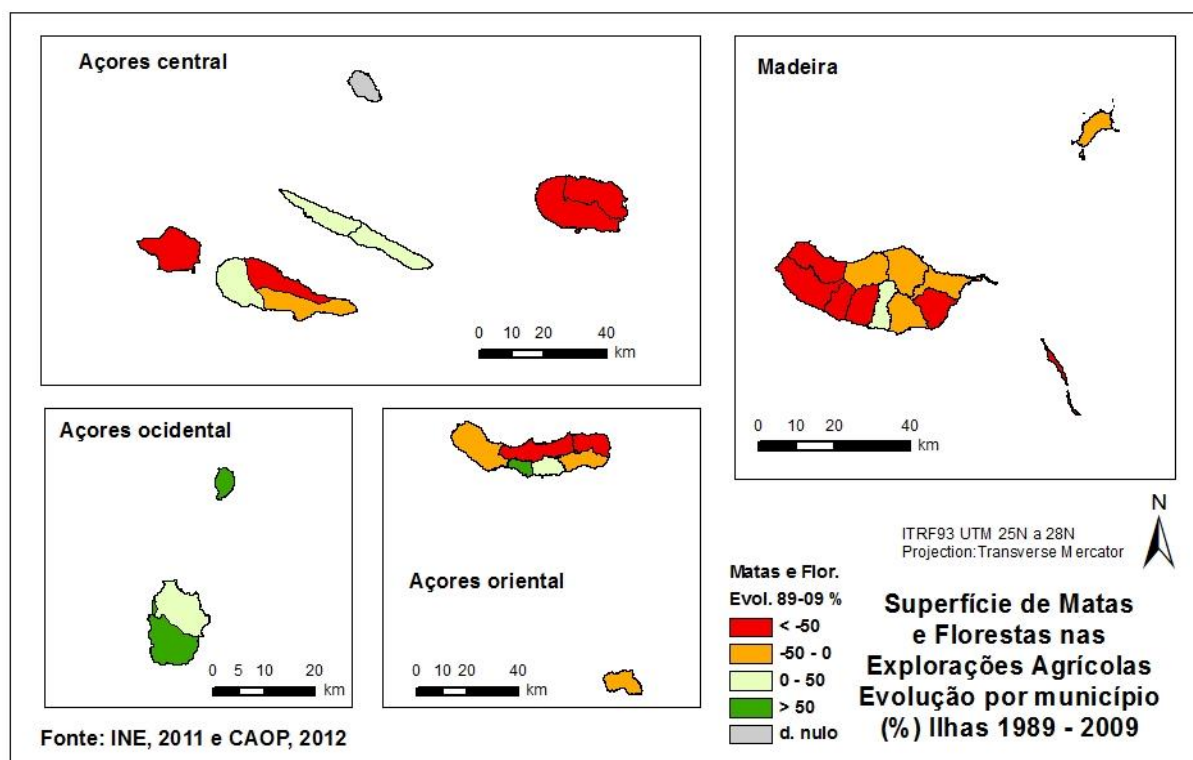 Açores central
0 10 20 40
km
Madeira
0 10 20 40
km
Açores ocidental
0 5 10 20
km
Açores oriental
0 10 20 40
km
N
ITRF93 UTM 25N a 28N
Projection:Transverse Mercator
Matas e Flor.
Evol. 89-09 %
< -50
-50 - 0
0 - 50
> 50
d. nulo
Superfície de Matas
e Florestas nas
Explorações Agrícolas
Evolução por município
(%) Ilhas 1989 - 2009
Fonte: INE, 2011 e CAOP, 2012